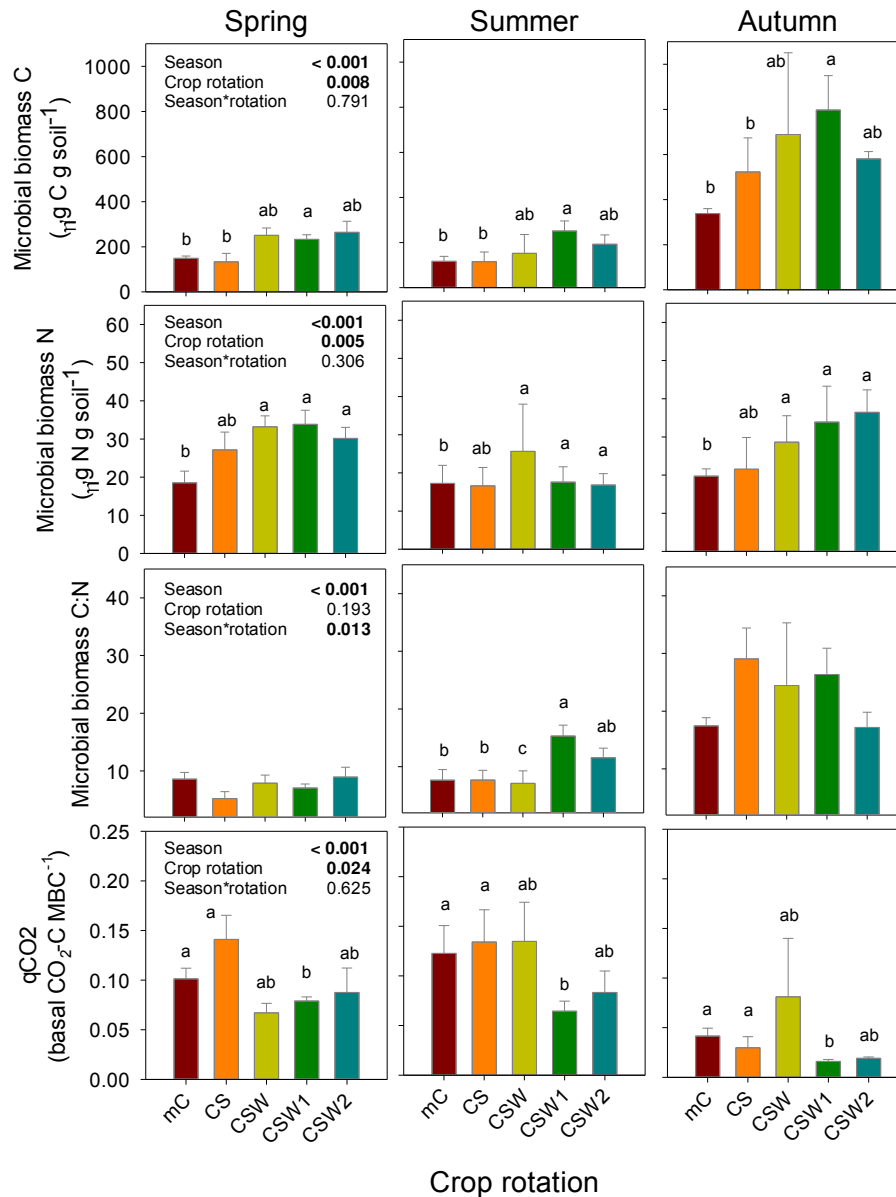 Spring Summer Autumn
Microbial biomass C
(₁₁g C g soil⁻¹)
1000
800
600
400
200
0
Season < 0.001
Crop rotation 0.008
Season*rotation 0.791
b b ab a ab
b b ab a ab
b b ab a ab
Microbial biomass N
(₁₁g N g soil⁻¹)
60
50
40
30
20
10
0
Season <0.001
Crop rotation 0.005
Season*rotation 0.306
b ab a a a
b ab a a a
b ab a a a
Microbial biomass C:N
40
30
20
10
Season < 0.001
Crop rotation 0.193
Season*rotation 0.013
b b c a ab
qCO2
(basal CO₂-C MBC⁻¹)
0.25
0.20
0.15
0.10
0.05
0.00
Season < 0.001
Crop rotation 0.024
Season*rotation 0.625
a a ab b ab
a a ab b ab
a a ab b ab
mC CS CSW CSW1 CSW2
mC CS CSW CSW1 CSW2
mC CS CSW CSW1 CSW2
Crop rotation